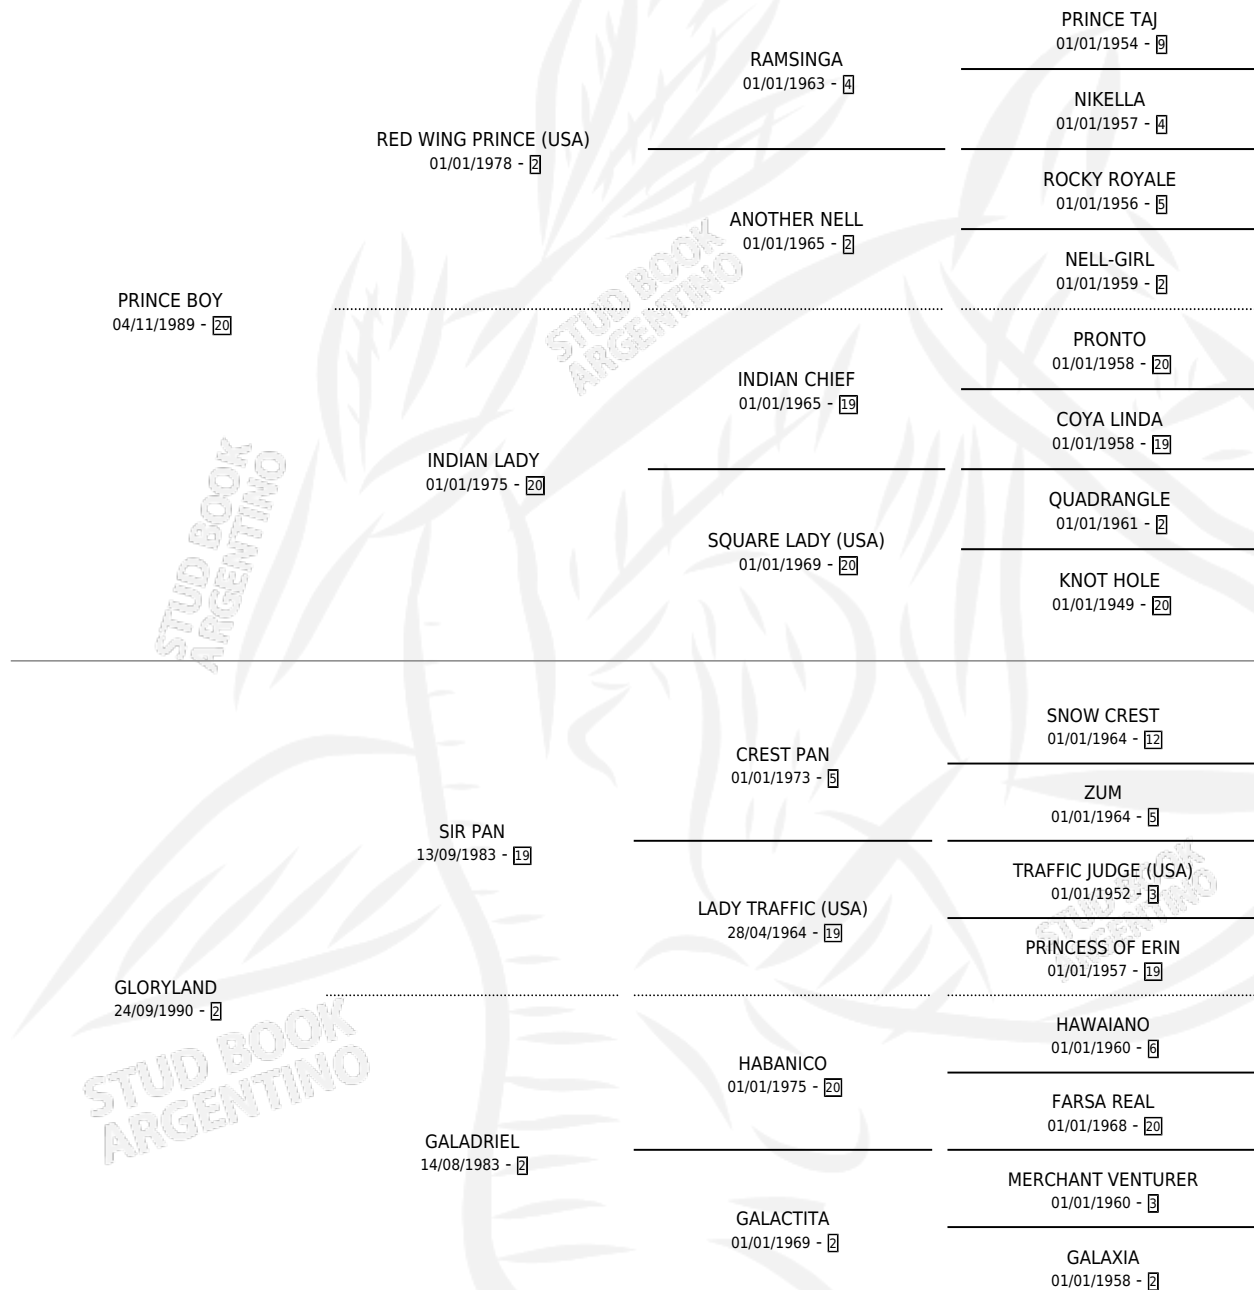 PRINCE TAJ
01/01/1954 - 9
RAMSINGA
01/01/1963 - 4
NIKELLA
01/01/1957 - 4
RED WING PRINCE (USA)
01/01/1978 - 2
ROCKY ROYALE
01/01/1956 - 5
ANOTHER NELL
01/01/1965 - 2
NELL-GIRL
01/01/1959 - 2
PRINCE BOY
04/11/1989 - 20
STUD BOOK
ARGENTINO
PRONTO
01/01/1958 - 20
INDIAN CHIEF
01/01/1965 - 19
COYA LINDA
01/01/1958 - 19
INDIAN LADY
01/01/1975 - 20
QUADRANGLE
01/01/1961 - 2
SQUARE LADY (USA)
01/01/1969 - 20
KNOT HOLE
01/01/1949 - 20
STUD BOOK
ARGENTINO
SNOW CREST
01/01/1964 - 12
CREST PAN
01/01/1973 - 5
ZUM
01/01/1964 - 5
SIR PAN
13/09/1983 - 19
TRAFFIC JUDGE (USA)
01/01/1952 - 3
LADY TRAFFIC (USA)
28/04/1964 - 19
PRINCESS OF ERIN
01/01/1957 - 19
STUD BOOK
ARGENTINO
GLORYLAND
24/09/1990 - 2
HAWAIANO
01/01/1960 - 6
HABANICO
01/01/1975 - 20
FARSA REAL
01/01/1968 - 20
GALADRIEL
14/08/1983 - 2
MERCHANT VENTURER
01/01/1960 - 3
GALACTITA
01/01/1969 - 2
GALAXIA
01/01/1958 - 2
STUD BOOK
ARGENTINO